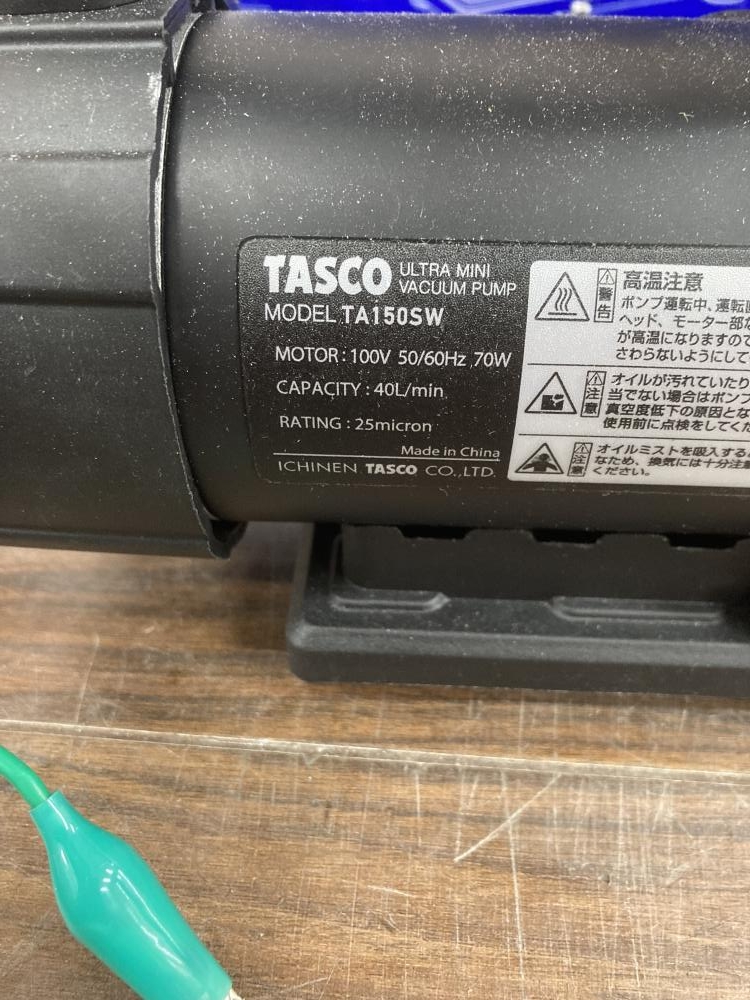 TASCO ULTRA MINI
VACUUM PUMP
MODEL TA150SW
MOTOR : 100V 50/60Hz 70W
CAPACITY : 40L/min
RATING : 25micron
Made in China
ICHINEN TASCO CO.,LTD.
警告
高温注意
ポンプ運転中、運転
ヘッド、モーター部
が高温になりますので
さわらないようにして
注意
オイルが汚れていたり
当でない場合はポンプ
真空度低下の原因とな
使用前に点検をしてく
注意
オイルミストを吸入する
なため、換気には十分注意
ください。